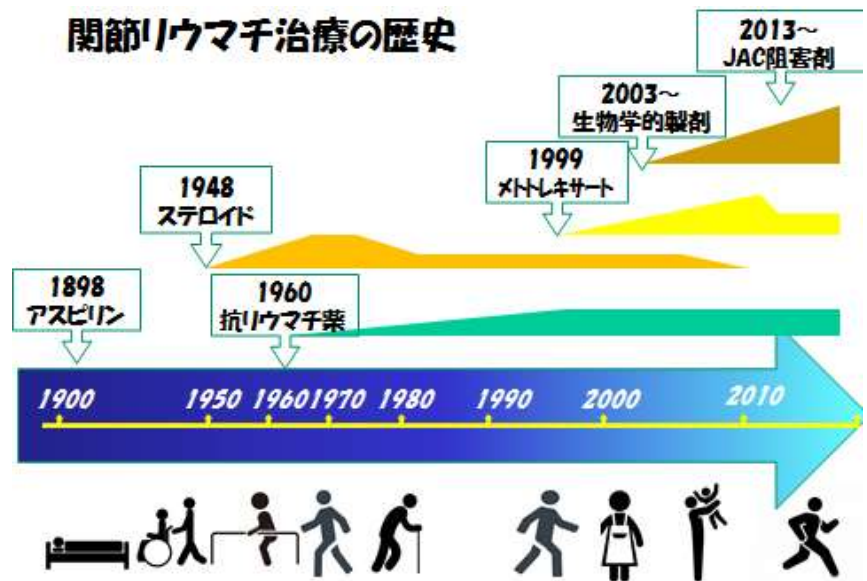 関節リウマチ治療の歴史
2013～
JAC阻害剤
2003～
生物学的製剤
1999
メトトレキサート
1948
ステロイド
1898
アスピリン
1960
抗リウマチ薬
1900 1950 1960 1970 1980 1990 2000 2010